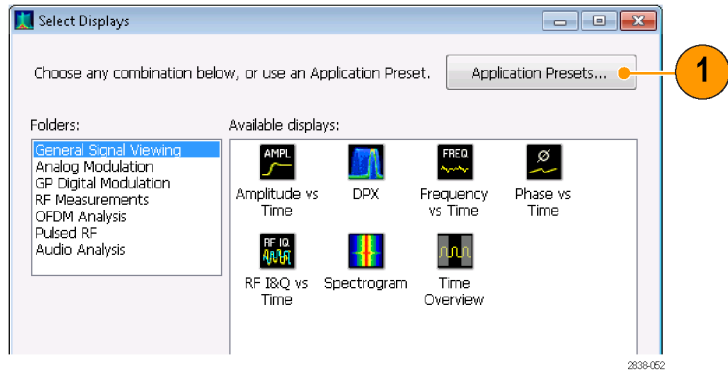 Select Displays
Choose any combination below, or use an Application Preset.
Application Presets...
1
Folders:
General Signal Viewing
Analog Modulation
GP Digital Modulation
RF Measurements
OFDM Analysis
Pulsed RF
Audio Analysis
Available displays:
AMPL
FREQ
Ø
Amplitude vs
Time
DPX
Frequency
vs Time
Phase vs
Time
RF IQ
RF I&Q vs
Time
Spectrogram
Time
Overview
2838-052